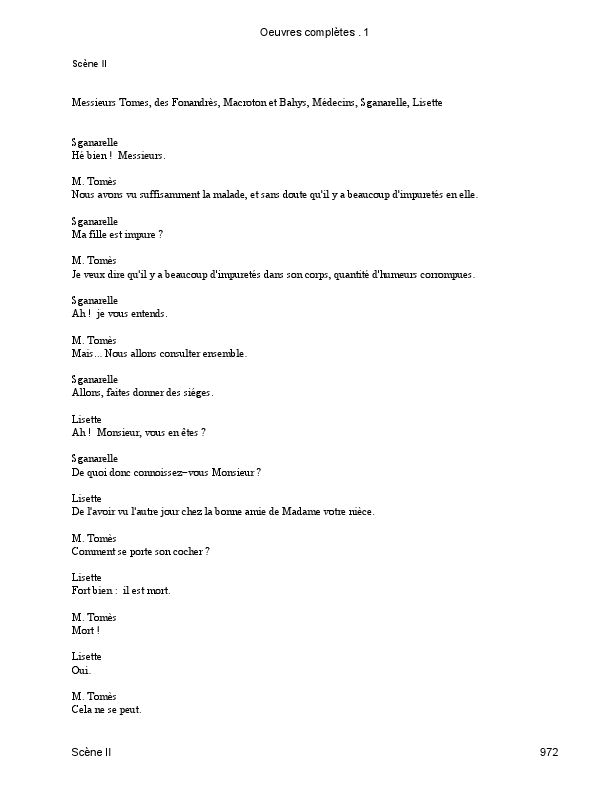 Oeuvres complètes . 1
Scène II
Messieurs Tomes, des Fonandrès, Macroton et Bahys, Médecins, Sganarelle, Lisette
Sganarelle
Hé bien ! Messieurs.
M. Tomès
Nous avons vu suffisamment la malade, et sans doute qu'il y a beaucoup d'impuretés en elle.
Sganarelle
Ma fille est impure ?
M. Tomès
Je veux dire qu'il y a beaucoup d'impuretés dans son corps, quantité d'humeurs corrompues.
Sganarelle
Ah ! je vous entends.
M. Tomès
Mais... Nous allons consulter ensemble.
Sganarelle
Allons, faites donner des siéges.
Lisette
Ah ! Monsieur, vous en êtes ?
Sganarelle
De quoi donc connoissez-vous Monsieur ?
Lisette
De l'avoir vu l'autre jour chez la bonne amie de Madame votre nièce.
M. Tomès
Comment se porte son cocher ?
Lisette
Fort bien : il est mort.
M. Tomès
Mort !
Lisette
Oui.
M. Tomès
Cela ne se peut.
Scène II 972